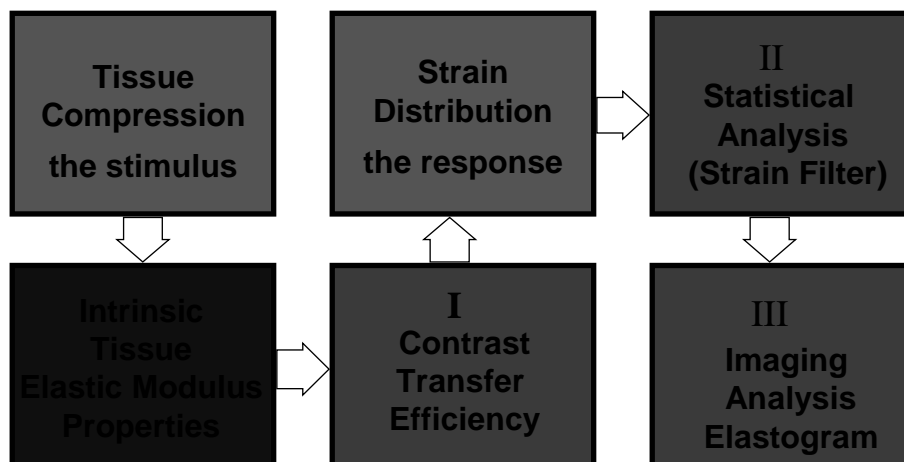 Tissue
Compression
the stimulus
Intrinsic
Tissue
Elastic Modulus
Properties
I
Contrast
Transfer
Efficiency
Strain
Distribution
the response
II
Statistical
Analysis
(Strain Filter)
III
Imaging
Analysis
Elastogram